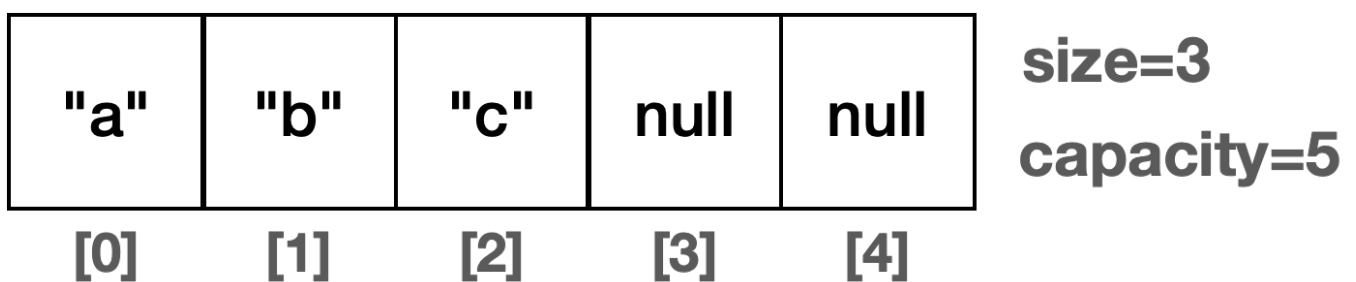 "a" "b" "c" null null
size=3
capacity=5
[0] [1] [2] [3] [4]